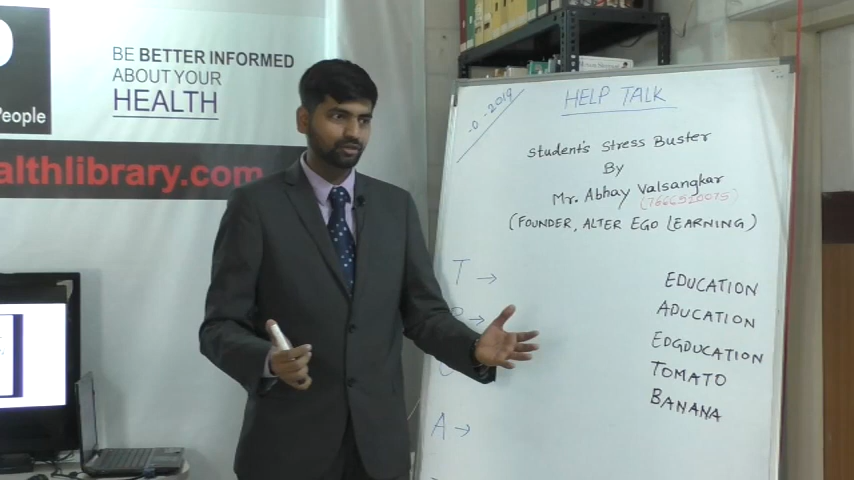 People
BE BETTER INFORMED
ABOUT YOUR
HEALTH
althlibrary.com
2019
HELP TALK
Student's Stress Buster
By
Mr. Abhay Valsangkar
(FOUNDER, ALTER EGO LEARNING)
T →
→
A →
EDUCATION
ADUCATION
EDGDUCATION
TOMATO
BANANA